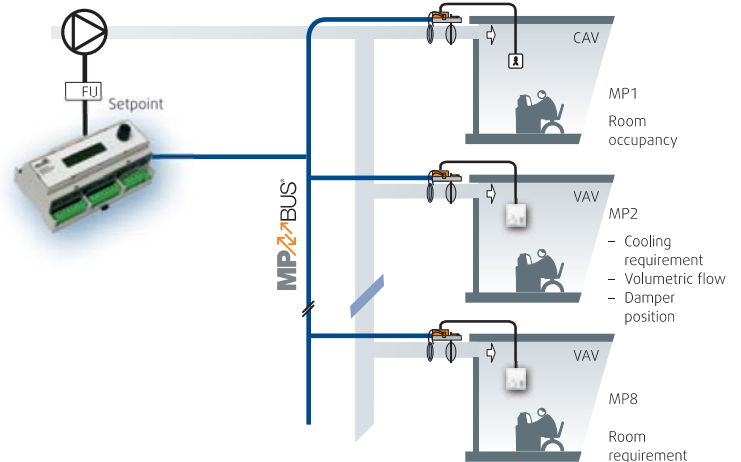 FU
Setpoint
MP BUS®
CAV
MP1
Room
occupancy
VAV
MP2
– Cooling
requirement
– Volumetric flow
– Damper
position
VAV
MP8
Room
requirement